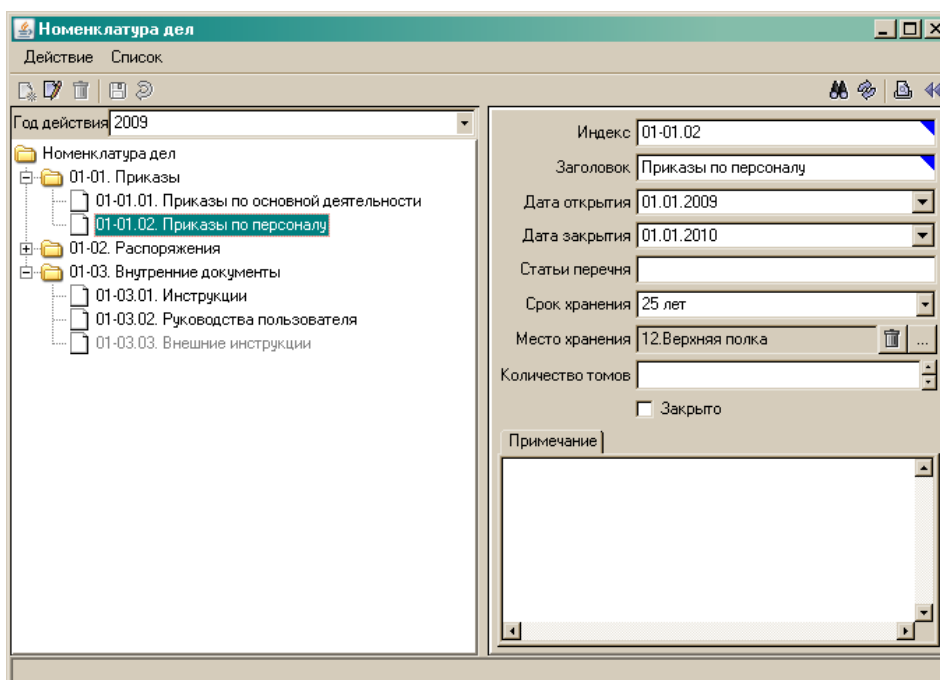 Номенклатура дел
Действие Список
Год действия 2009
Номенклатура дел
01-01. Приказы
01-01.01. Приказы по основной деятельности
01-01.02. Приказы по персоналу
01-02. Распоряжения
01-03. Внутренние документы
01-03.01. Инструкции
01-03.02. Руководства пользователя
01-03.03. Внешние инструкции
Индекс 01-01.02
Заголовок Приказы по персоналу
Дата открытия 01.01.2009
Дата закрытия 01.01.2010
Статьи перечня
Срок хранения 25 лет
Место хранения 12.Верхняя полка ...
Количество томов
Закрыто
Примечание